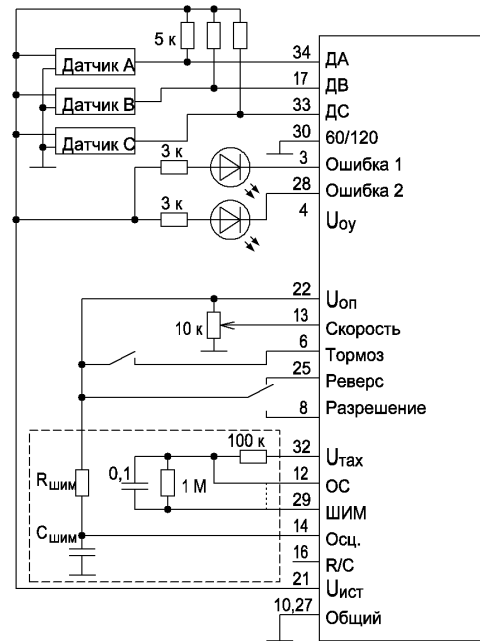 5 к
34
ДА
Датчик А
17
ДВ
Датчик В
33
ДС
Датчик С
30
60/120
3 к
3
Ошибка 1
28
Ошибка 2
3 к
4
Uоу
22
Uоп
10 к
13
Скорость
6
Тормоз
25
Реверс
8
Разрешение
100 к
32
Uтах
Rшим
0,1
1 М
12
ОС
29
ШИМ
Сшим
14
Осц.
16
R/C
21
Uист
10,27
Общий